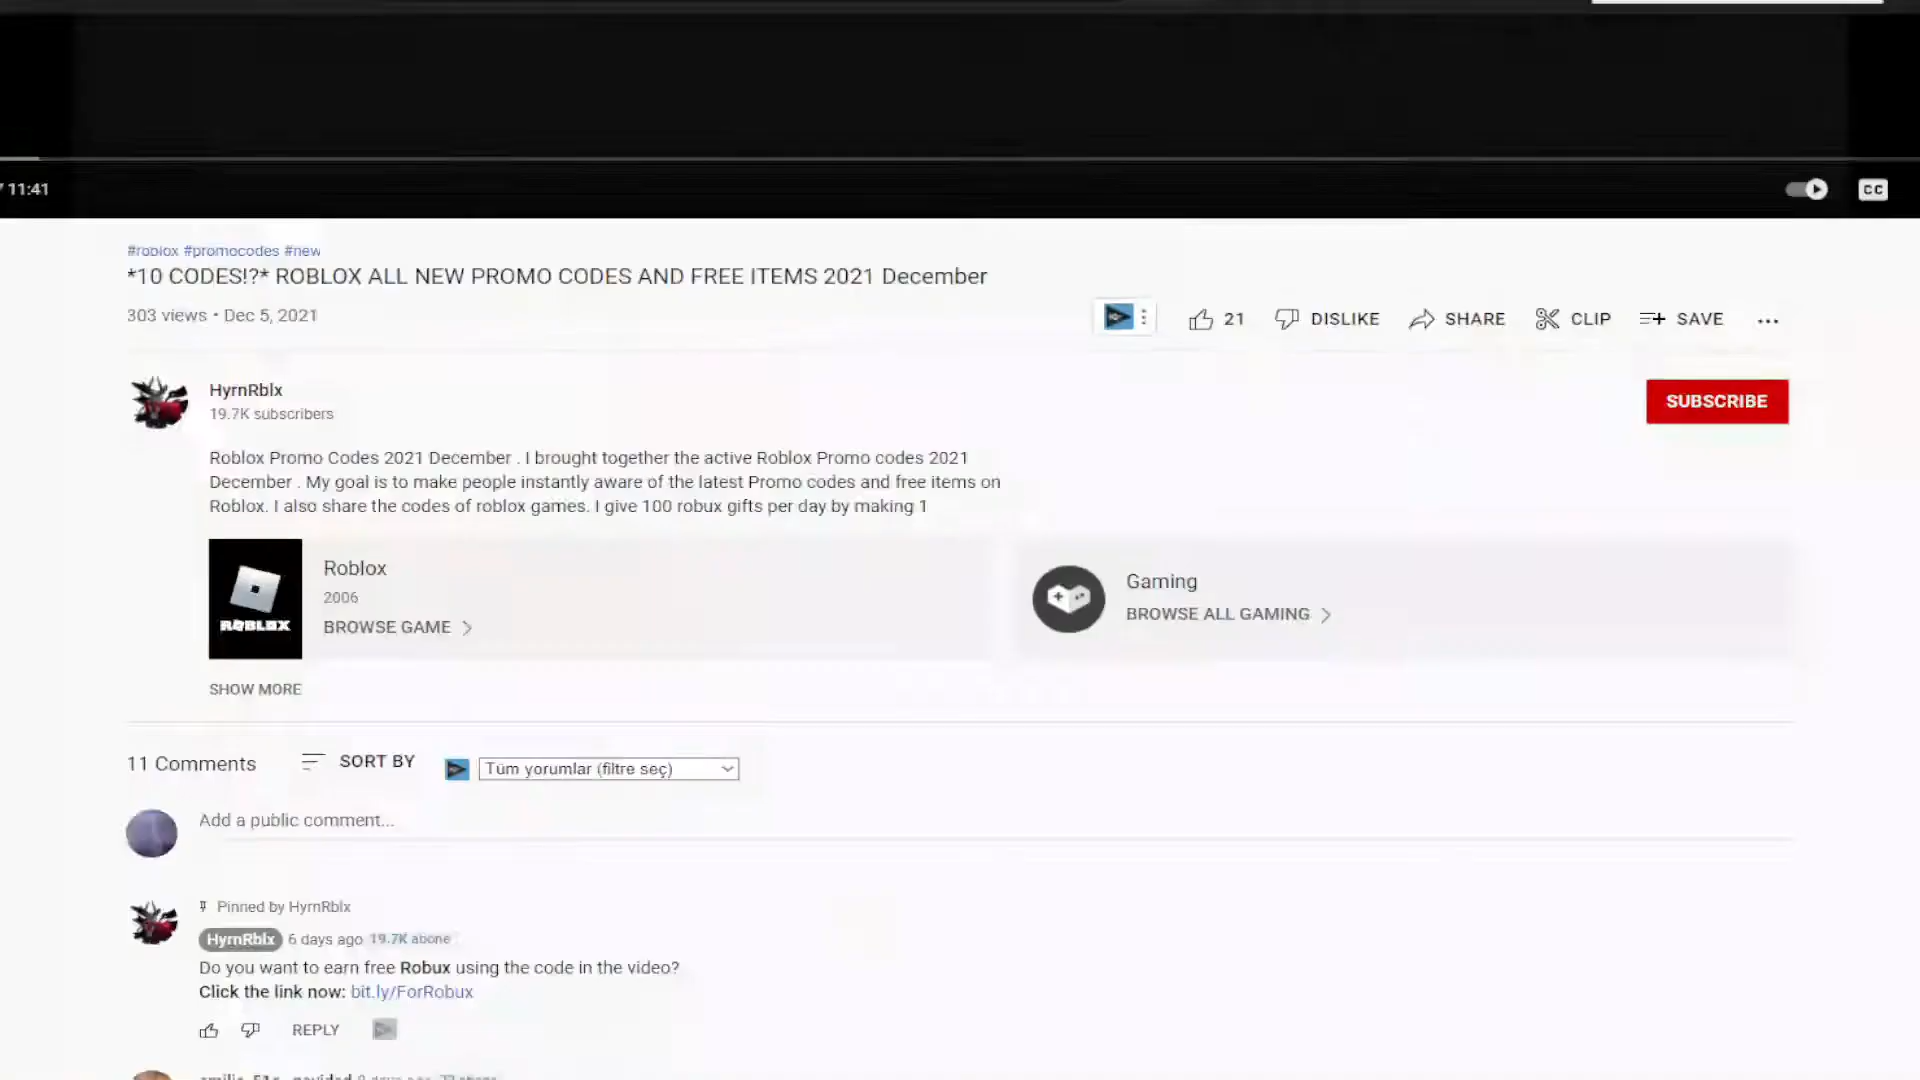 11:41
CC
#roblox #promocodes #new
*10 CODES!?* ROBLOX ALL NEW PROMO CODES AND FREE ITEMS 2021 December
303 views • Dec 5, 2021
21 DISLIKE SHARE CLIP SAVE
HyrnRblx
19.7K subscribers
SUBSCRIBE
Roblox Promo Codes 2021 December . I brought together the active Roblox Promo codes 2021
December . My goal is to make people instantly aware of the latest Promo codes and free items on
Roblox. I also share the codes of roblox games. I give 100 robux gifts per day by making 1
ROBLOX
Roblox
2006
BROWSE GAME
Gaming
BROWSE ALL GAMING
SHOW MORE
11 Comments SORT BY Tüm yorumlar (filtre seç)
Add a public comment...
Pinned by HyrnRblx
HyrnRblx 6 days ago 19.7K abone
Do you want to earn free Robux using the code in the video?
Click the link now: bit.ly/ForRobux
REPLY